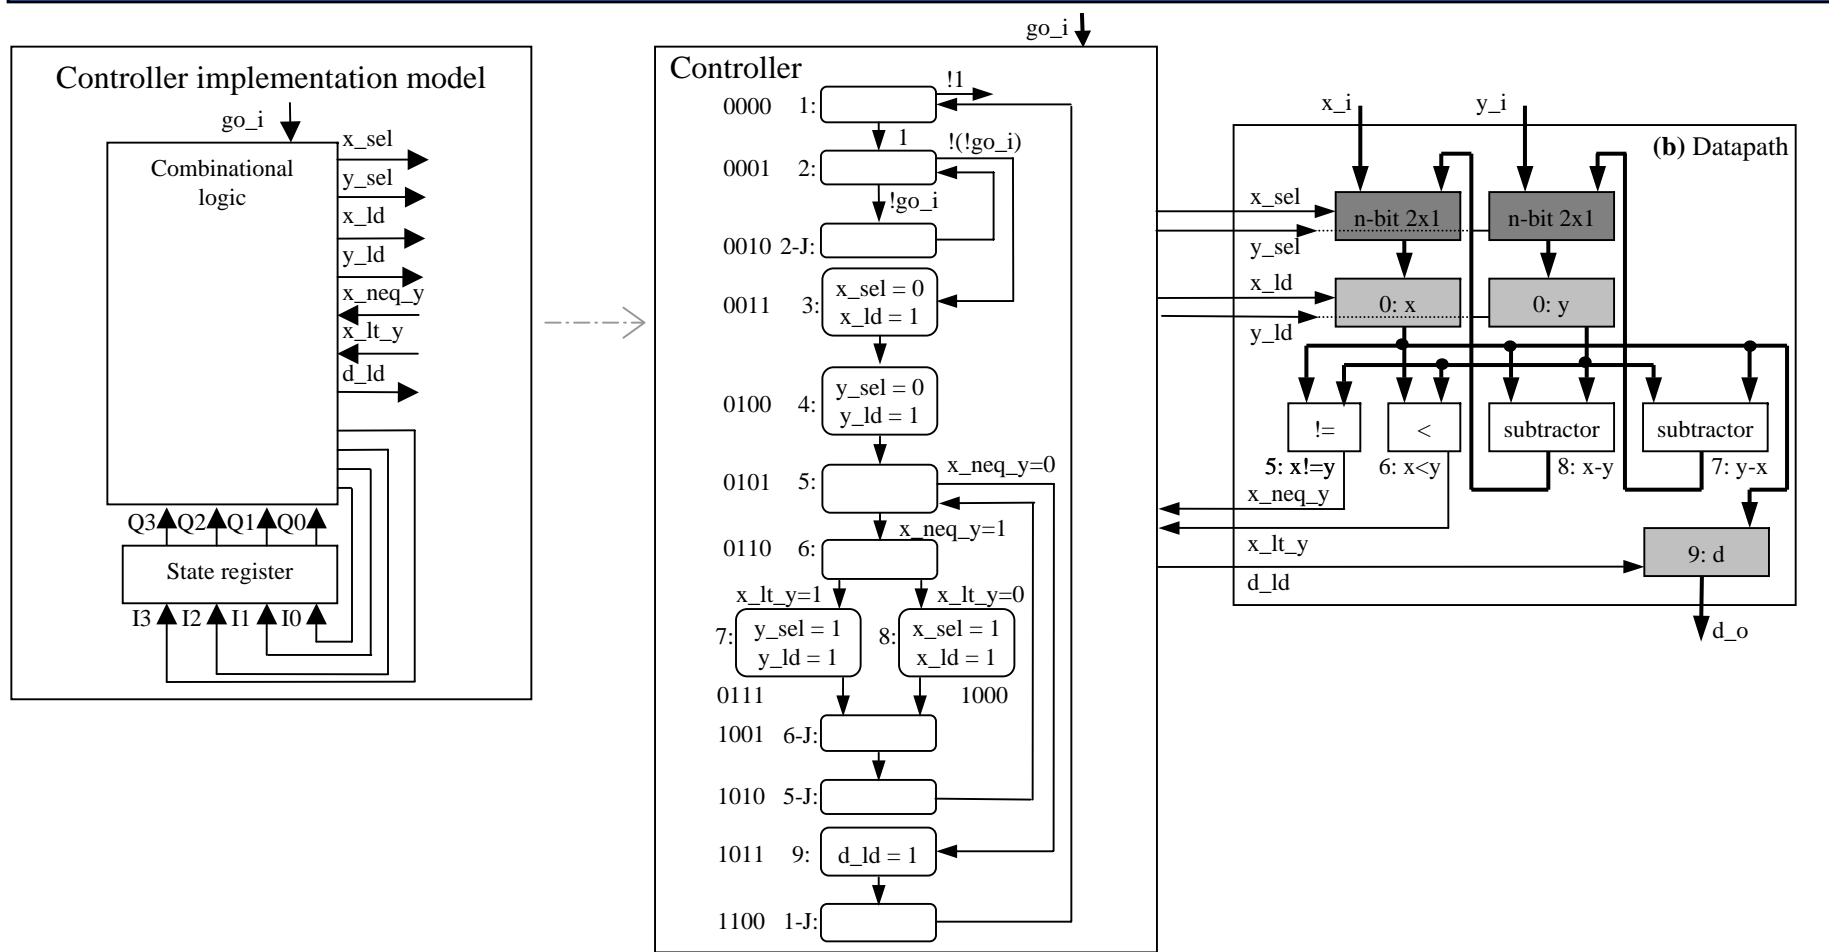 Controller implementation model
go_i
Combinational
logic
x_sel
y_sel
x_ld
y_ld
x_neq_y
x_lt_y
d_ld
Q3 Q2 Q1 Q0
State register
I3 I2 I1 I0
go_i
Controller
0000 1:
!1
1
!(!go_i)
0001 2:
!go_i
0010 2-J:
0011 3:
x_sel = 0
x_ld = 1
0100 4:
y_sel = 0
y_ld = 1
0101 5:
x_neq_y=0
x_neq_y=1
0110 6:
x_lt_y=1
x_lt_y=0
7:
y_sel = 1
y_ld = 1
8:
x_sel = 1
x_ld = 1
0111
1000
1001 6-J:
1010 5-J:
1011 9:
d_ld = 1
1100 1-J:
x_i
y_i
(b) Datapath
x_sel
n-bit 2x1
n-bit 2x1
y_sel
x_ld
0: x
0: y
y_ld
!=
<
subtractor
subtractor
5: x!=y
6: x<y
8: x-y
7: y-x
x_neq_y
x_lt_y
9: d
d_ld
d_o